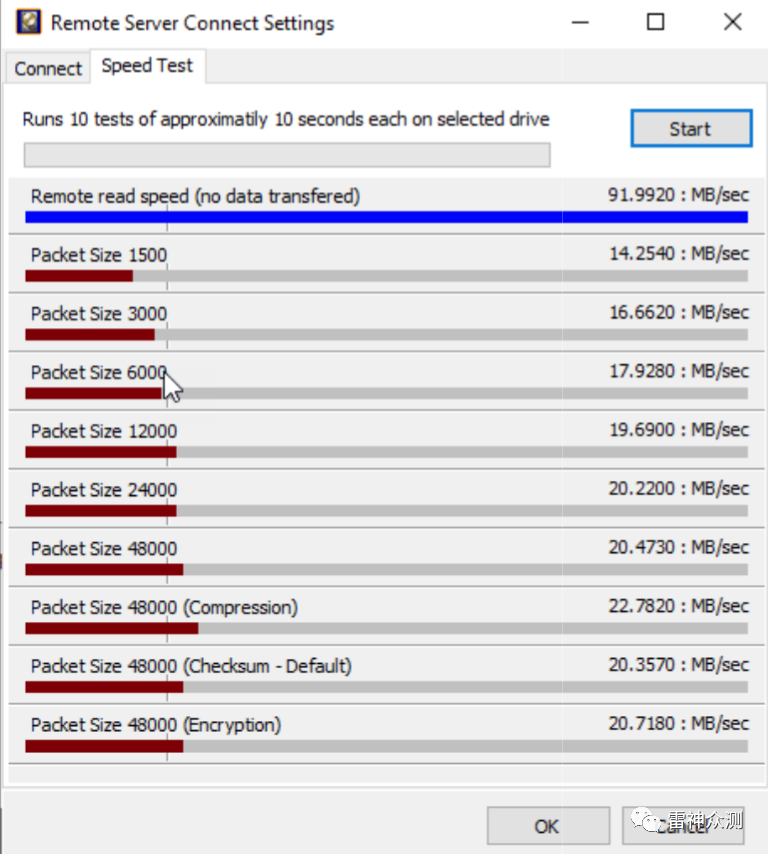 Remote Server Connect Settings
Connect
Speed Test
Runs 10 tests of approximatily 10 seconds each on selected drive
Start
Remote read speed (no data transfered)
91.9920 : MB/sec
Packet Size 1500
14.2540 : MB/sec
Packet Size 3000
16.6620 : MB/sec
Packet Size 6000
17.9280 : MB/sec
Packet Size 12000
19.6900 : MB/sec
Packet Size 24000
20.2200 : MB/sec
Packet Size 48000
20.4730 : MB/sec
Packet Size 48000 (Compression)
22.7820 : MB/sec
Packet Size 48000 (Checksum - Default)
20.3570 : MB/sec
Packet Size 48000 (Encryption)
20.7180 : MB/sec
OK
Cancel
雷神众测